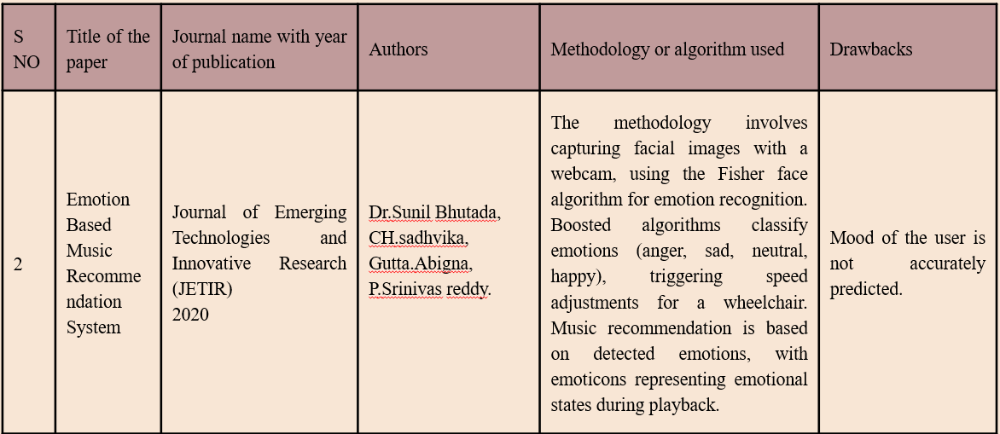 S
NO
Title of the
paper
Journal name with year
of publication
Authors
Methodology or algorithm used
Drawbacks
2
Emotion
Based
Music
Recomme
ndation
System
Journal of Emerging
Technologies and
Innovative Research
(JETIR)
2020
Dr.Sunil Bhutada,
CH.sadhvika,
Gutta.Abigna,
P.Srinivas reddy.
The methodology involves
capturing facial images with a
webcam, using the Fisher face
algorithm for emotion recognition.
Boosted algorithms classify
emotions (anger, sad, neutral,
happy), triggering speed
adjustments for a wheelchair.
Music recommendation is based
on detected emotions, with
emoticons representing emotional
states during playback.
Mood of the user is
not accurately
predicted.